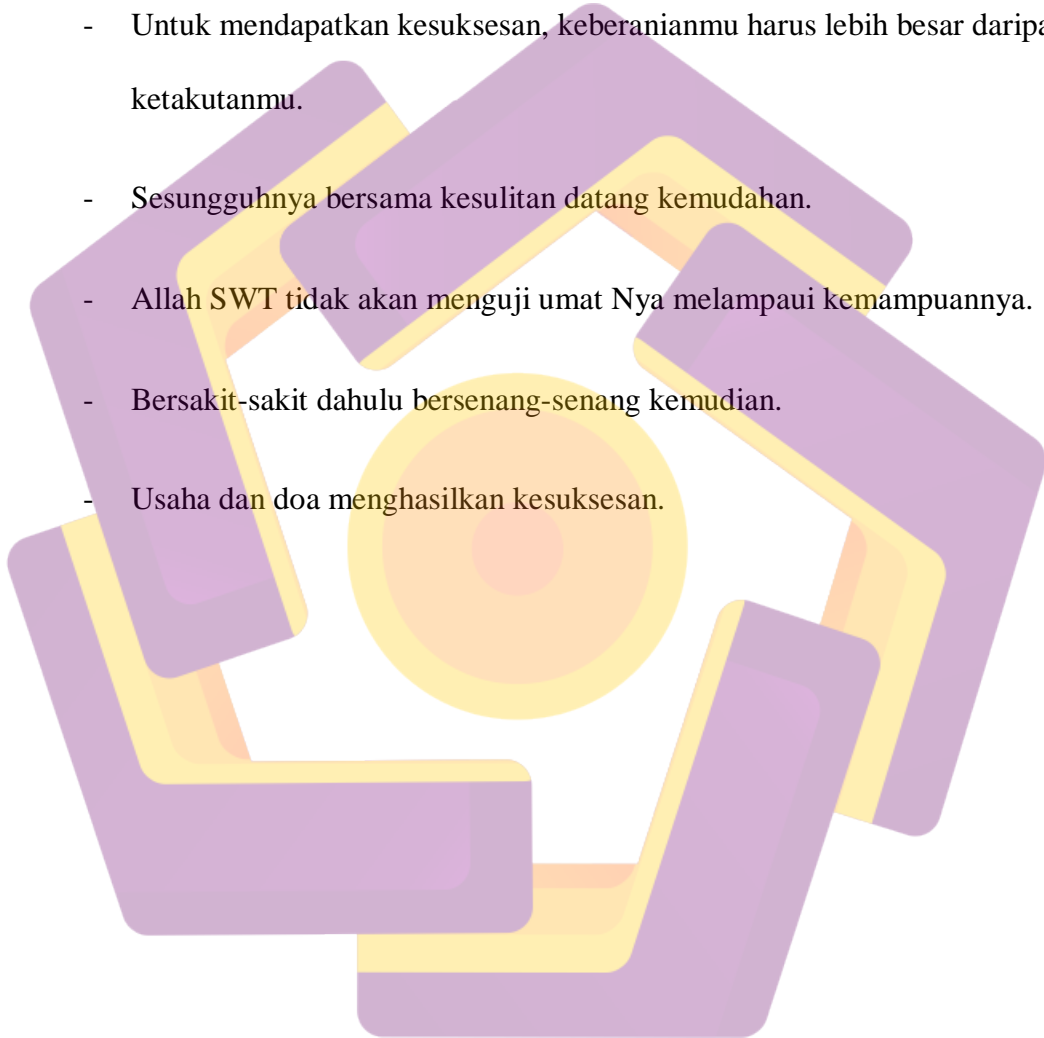 - Untuk mendapatkan kesuksesan, keberanianmu harus lebih besar
ketakutanmu.
- Sesungguhnya bersama kesulitan datang kemudahan.
- Allah SWT tidak akan menguji umat Nya melampaui kemampuannya.
- Bersakit-sakit dahulu bersenang-senang kemudian.
- Usaha dan doa menghasilkan kesuksesan.